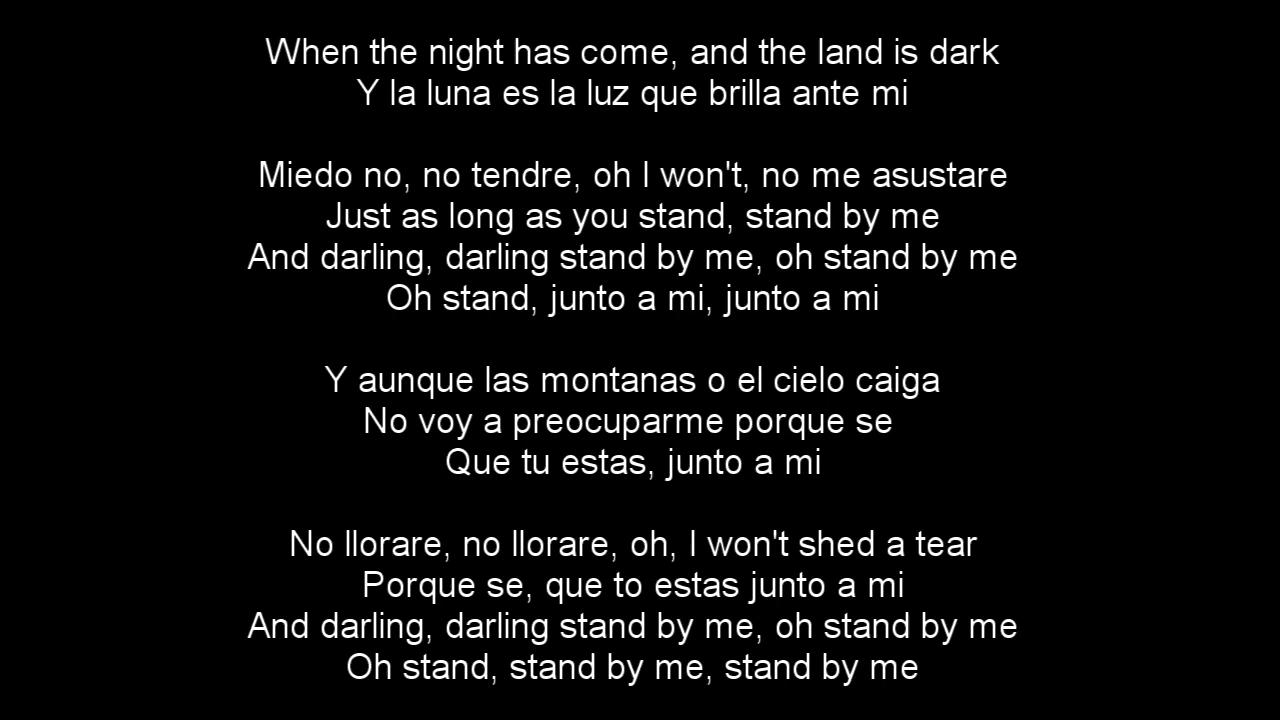 When the night has come, and the land is dark
Y la luna es la luz que brilla ante mi
Miedo no, no tendre, oh I won't, no me asustare
Just as long as you stand, stand by me
And darling, darling stand by me, oh stand by me
Oh stand, junto a mi, junto a mi
Y aunque las montanas o el cielo caiga
No voy a preocuparme porque se
Que tu estas, junto a mi
No llorare, no llorare, oh, I won't shed a tear
Porque se, que to estas junto a mi
And darling, darling stand by me, oh stand by me
Oh stand, stand by me, stand by me